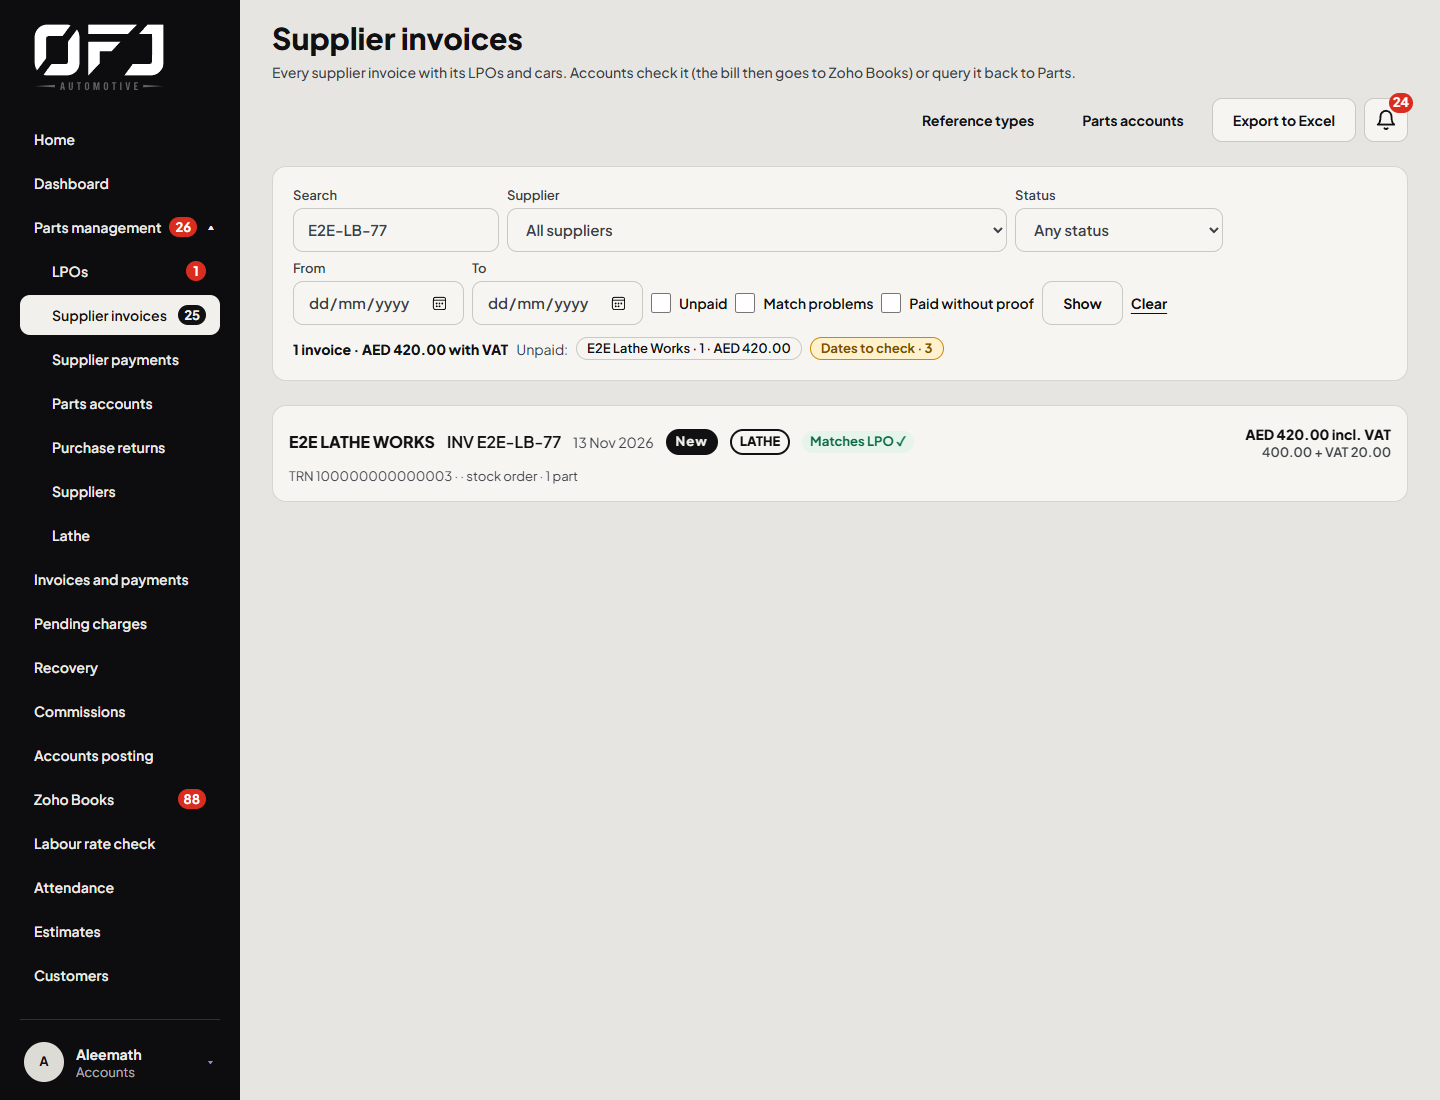 OFJ
AUTOMOTIVE
Home
Dashboard
Parts management 26
LPOs 1
Supplier invoices 25
Supplier payments
Parts accounts
Purchase returns
Suppliers
Lathe
Invoices and payments
Pending charges
Recovery
Commissions
Accounts posting
Zoho Books 88
Labour rate check
Attendance
Estimates
Customers
A Aleemath
Accounts
Supplier invoices
Every supplier invoice with its LPOs and cars. Accounts check it (the bill then goes to Zoho Books) or query it back to Parts.
Reference types Parts accounts Export to Excel 24
Search Supplier Status
E2E-LB-77 All suppliers Any status
From To
dd/mm/yyyy dd/mm/yyyy Unpaid Match problems Paid without proof Show Clear
1 invoice · AED 420.00 with VAT Unpaid: E2E Lathe Works · 1 · AED 420.00 Dates to check · 3
E2E LATHE WORKS INV E2E-LB-77 13 Nov 2026 New LATHE Matches LPO ✓ AED 420.00 incl. VAT
400.00 + VAT 20.00
TRN 100000000000003 · · stock order · 1 part